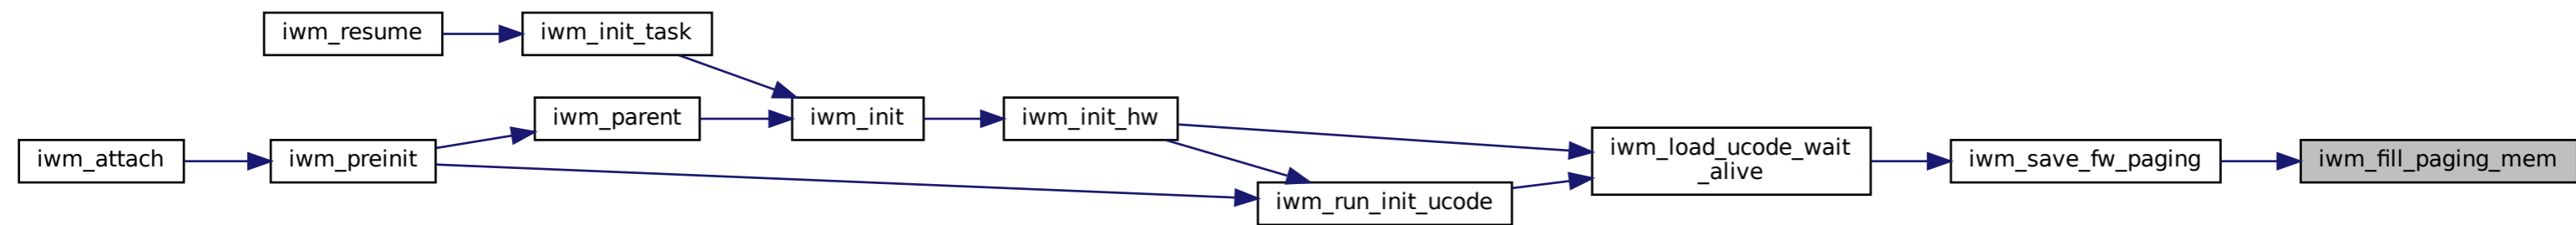 iwm_resume
iwm_init_task
iwm_parent
iwm_init
iwm_init_hw
iwm_attach
iwm_preinit
iwm_load_ucode_wait
_alive
iwm_save_fw_paging
iwm_fill_paging_mem
iwm_run_init_ucode